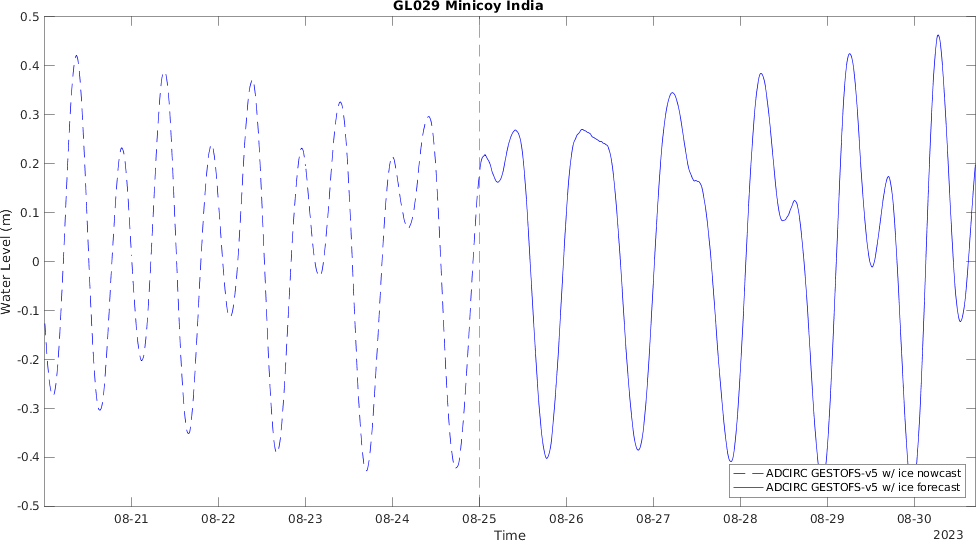 GL029 Minicoy India
0.5
0.4
0.3
0.2
0.1
0
-0.1
-0.2
-0.3
-0.4
-0.5
Water Level (m)
ADCIRC GESTOFS-v5 w/ ice nowcast
ADCIRC GESTOFS-v5 w/ ice forecast
08-21 08-22 08-23 08-24 08-25 08-26 08-27 08-28 08-29 08-30
Time
2023